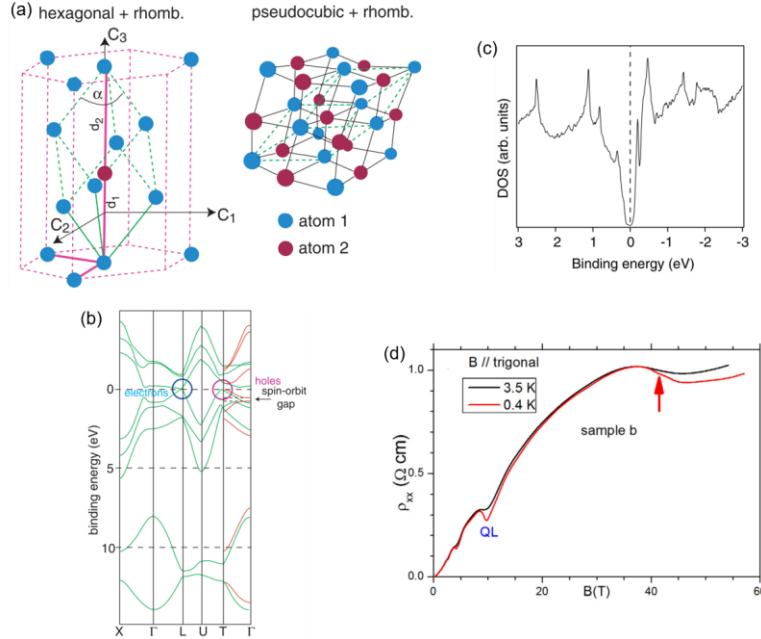 (a) hexagonal + rhomb.
C3
α
d2
d1
C2
C1
pseudocubic + rhomb.
atom 1
atom 2
(c)
DOS (arb. units)
3 2 1 0 -1 -2 -3
Binding energy (eV)
(b)
binding energy (eV)
0
5
10
electrons
holes
spin-orbit
gap
X Γ L U T Γ
(d)
ρxx (Ω cm)
1.0
0.5
0.0
B // trigonal
3.5 K
0.4 K
sample b
QL
0 20 40 60
B(T)